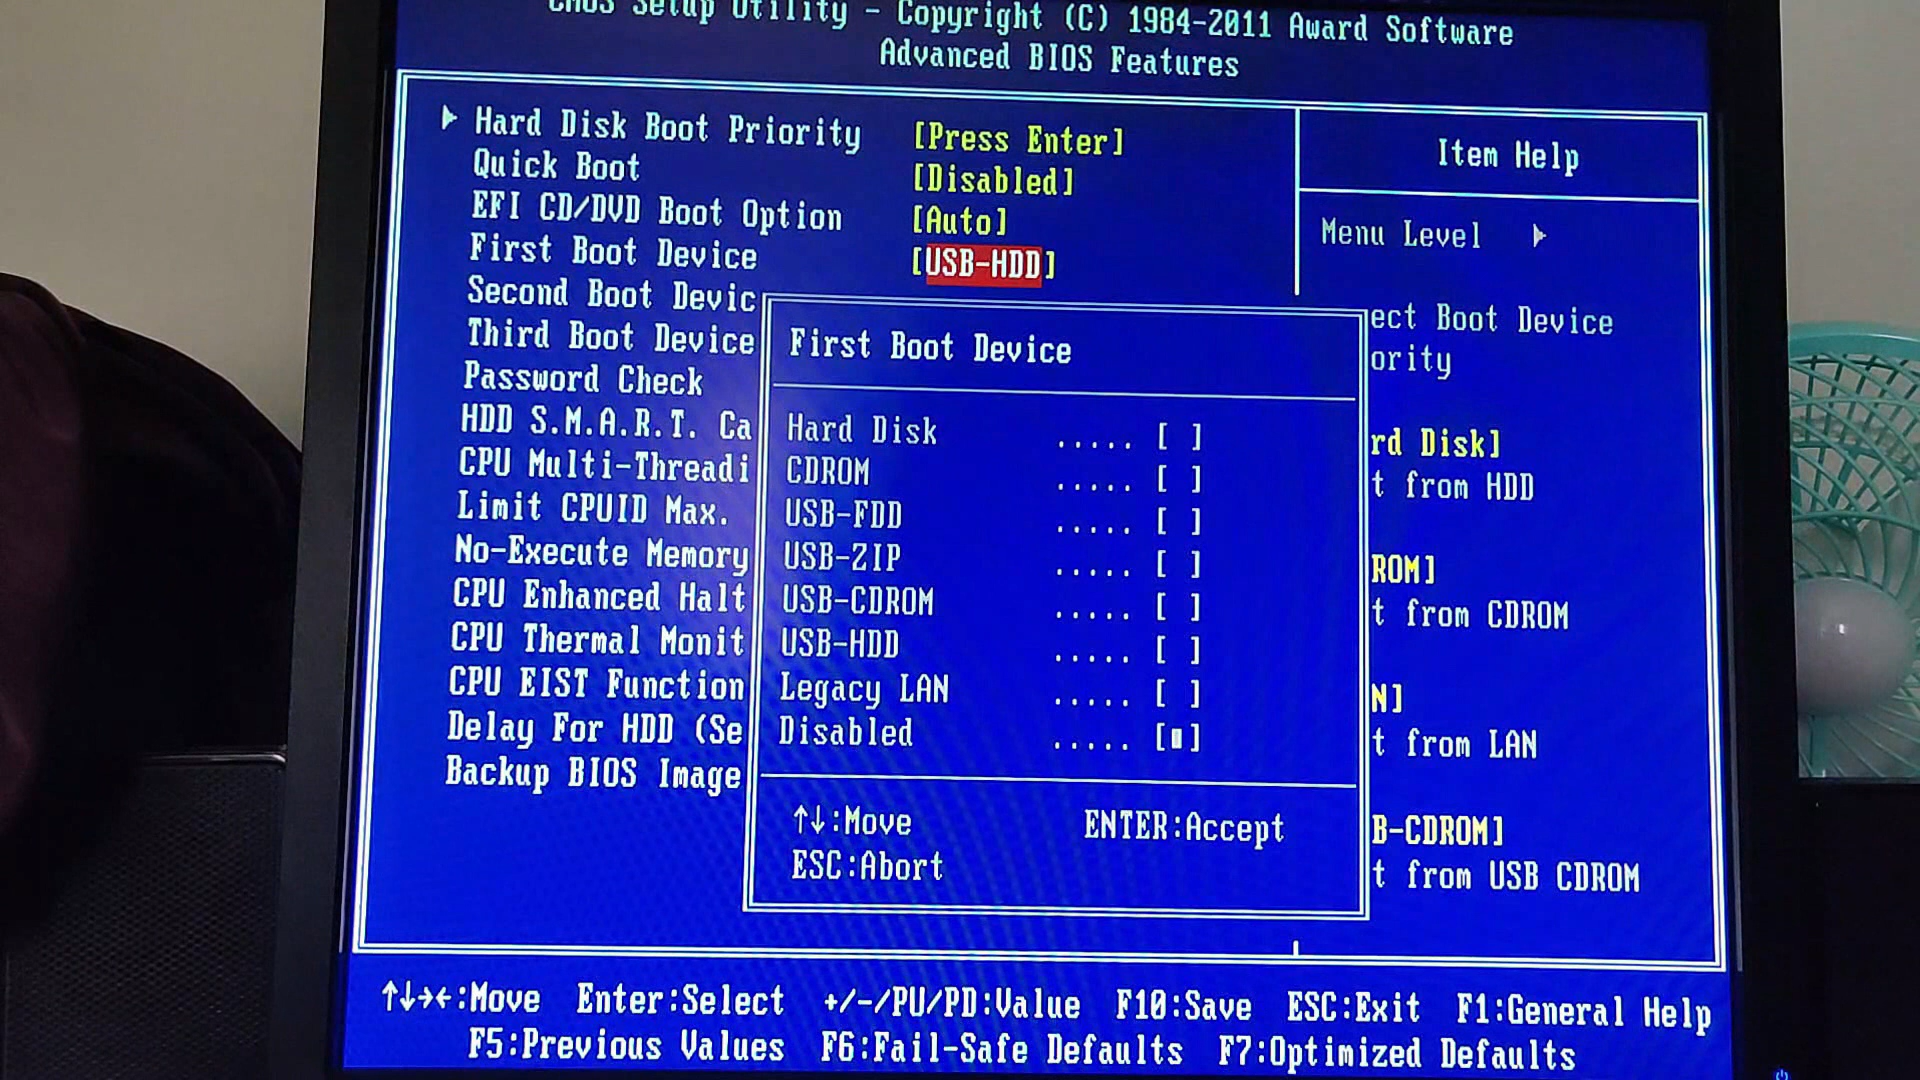 CMOS Setup Utility - Copyright (C) 1984-2011 Award Software
Advanced BIOS Features
Hard Disk Boot Priority [Press Enter]
Quick Boot [Disabled]
EFI CD/DVD Boot Option [Auto]
First Boot Device [USB-HDD]
Second Boot Devic
Third Boot Device
Password Check
HDD S.M.A.R.T. Ca
CPU Multi-Threadi
Limit CPUID Max.
No-Execute Memory
CPU Enhanced Halt
CPU Thermal Monit
CPU EIST Function
Delay For HDD (Se
Backup BIOS Image
First Boot Device
Hard Disk ..... [ ]
CDROM ..... [ ]
USB-FDD ..... [ ]
USB-ZIP ..... [ ]
USB-CDROM ..... [ ]
USB-HDD ..... [ ]
Legacy LAN ..... [ ]
Disabled ..... [▪]
↑↓:Move ENTER:Accept
ESC:Abort
Item Help
Menu Level ▶
ect Boot Device
ority
rd Disk]
t from HDD
ROM]
t from CDROM
N]
t from LAN
B-CDROM]
t from USB CDROM
↑↓→←:Move Enter:Select +/-/PU/PD:Value F10:Save ESC:Exit F1:General Help
F5:Previous Values F6:Fail-Safe Defaults F7:Optimized Defaults